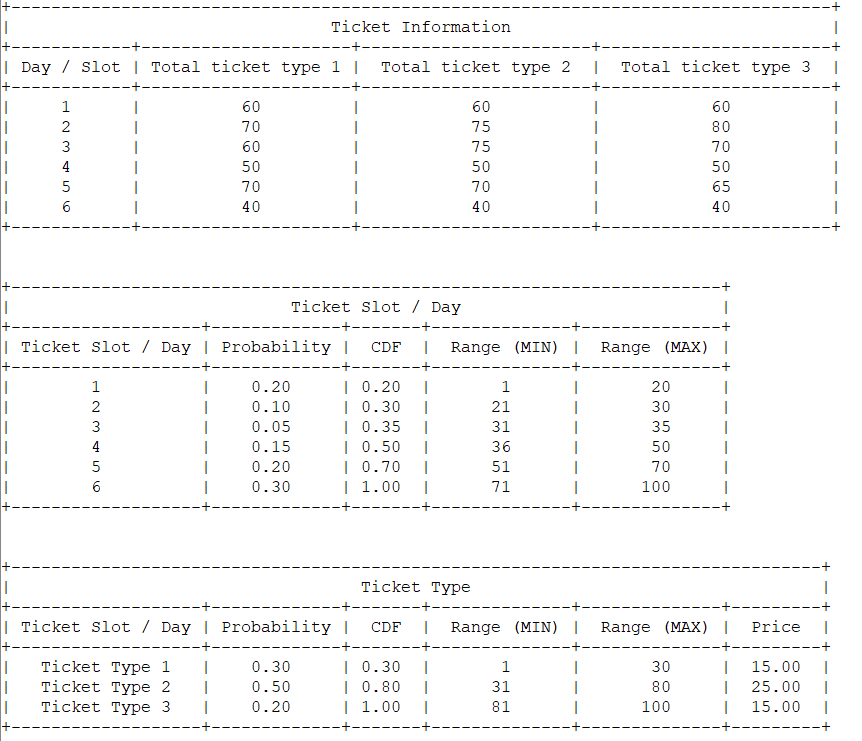 Ticket Information
Day / Slot | Total ticket type 1 | Total ticket type 2 | Total ticket type 3
1 | 60 | 60 | 60
2 | 70 | 75 | 80
3 | 60 | 75 | 70
4 | 50 | 50 | 50
5 | 70 | 70 | 65
6 | 40 | 40 | 40
Ticket Slot / Day
Ticket Slot / Day | Probability | CDF | Range (MIN) | Range (MAX)
1 | 0.20 | 0.20 | 1 | 20
2 | 0.10 | 0.30 | 21 | 30
3 | 0.05 | 0.35 | 31 | 35
4 | 0.15 | 0.50 | 36 | 50
5 | 0.20 | 0.70 | 51 | 70
6 | 0.30 | 1.00 | 71 | 100
Ticket Type
Ticket Slot / Day | Probability | CDF | Range (MIN) | Range (MAX) | Price
Ticket Type 1 | 0.30 | 0.30 | 1 | 30 | 15.00
Ticket Type 2 | 0.50 | 0.80 | 31 | 80 | 25.00
Ticket Type 3 | 0.20 | 1.00 | 81 | 100 | 15.00